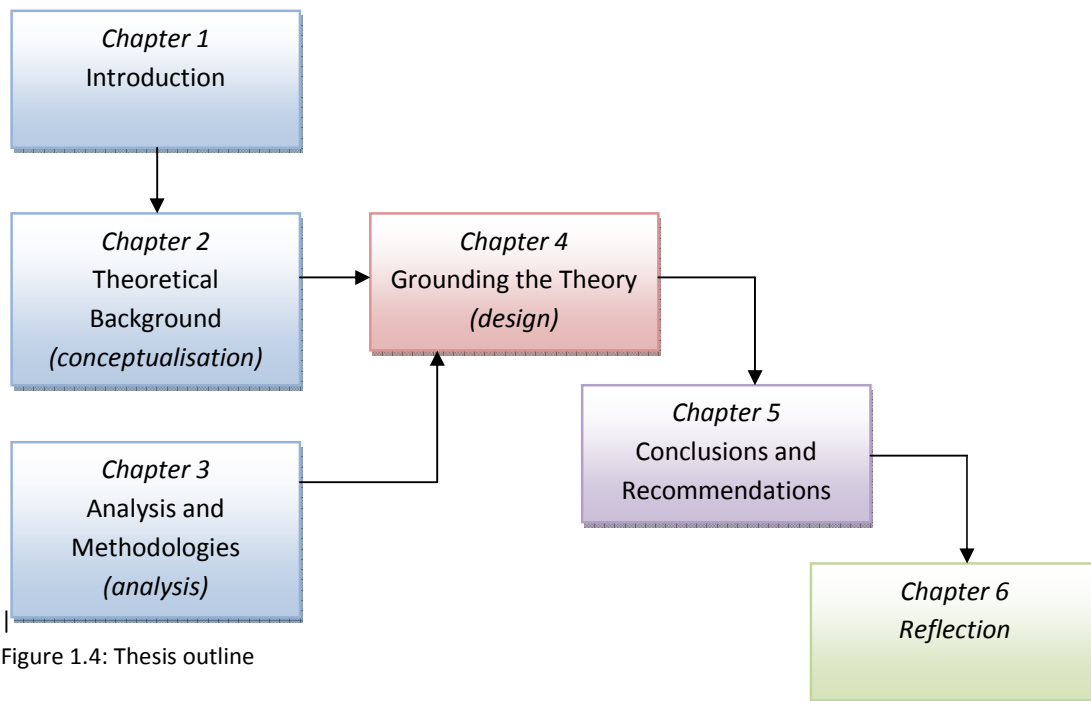 Chapter 1
Introduction
Chapter 2
Theoretical
Background
(conceptualisation)
Chapter 3
Analysis and
Methodologies
(analysis)
Chapter 4
Grounding the Theory
(design)
Chapter 5
Conclusions and
Recommendations
Chapter 6
Reflection
Figure 1.4: Thesis outline